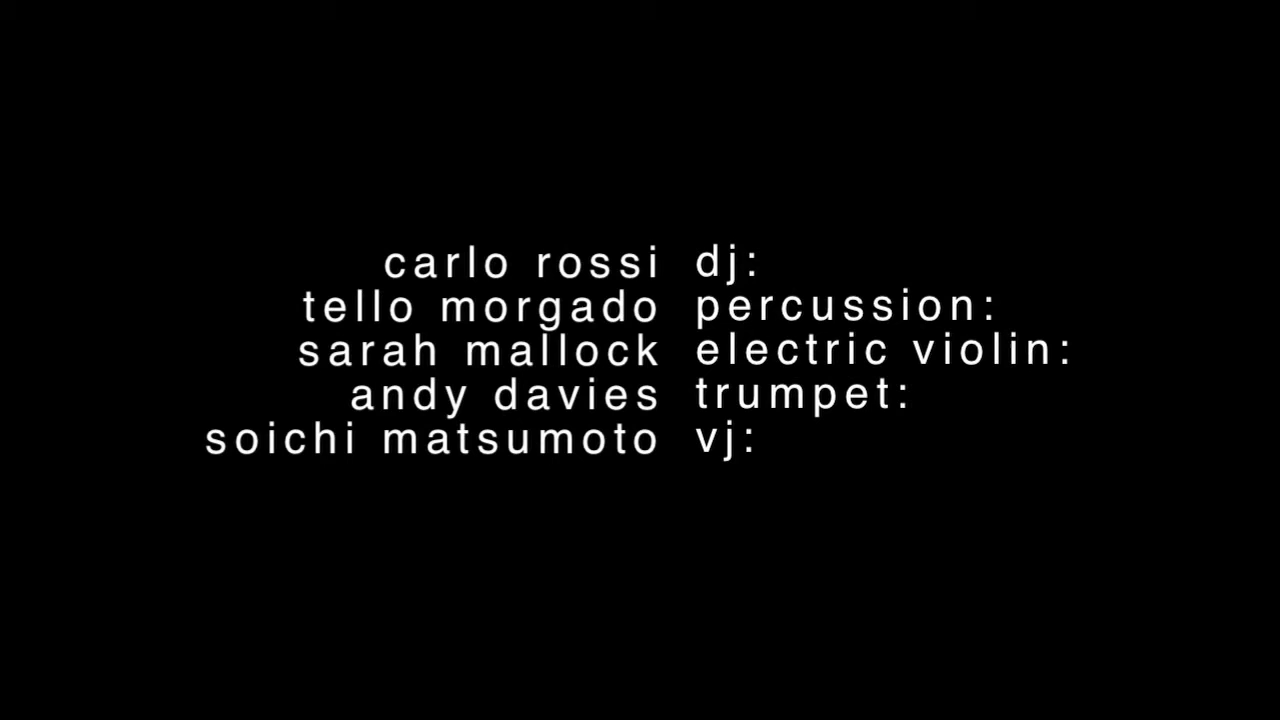 carlo rossi dj:
tello morgado percussion:
sarah mallock electric violin:
andy davies trumpet:
soichi matsumoto vj: